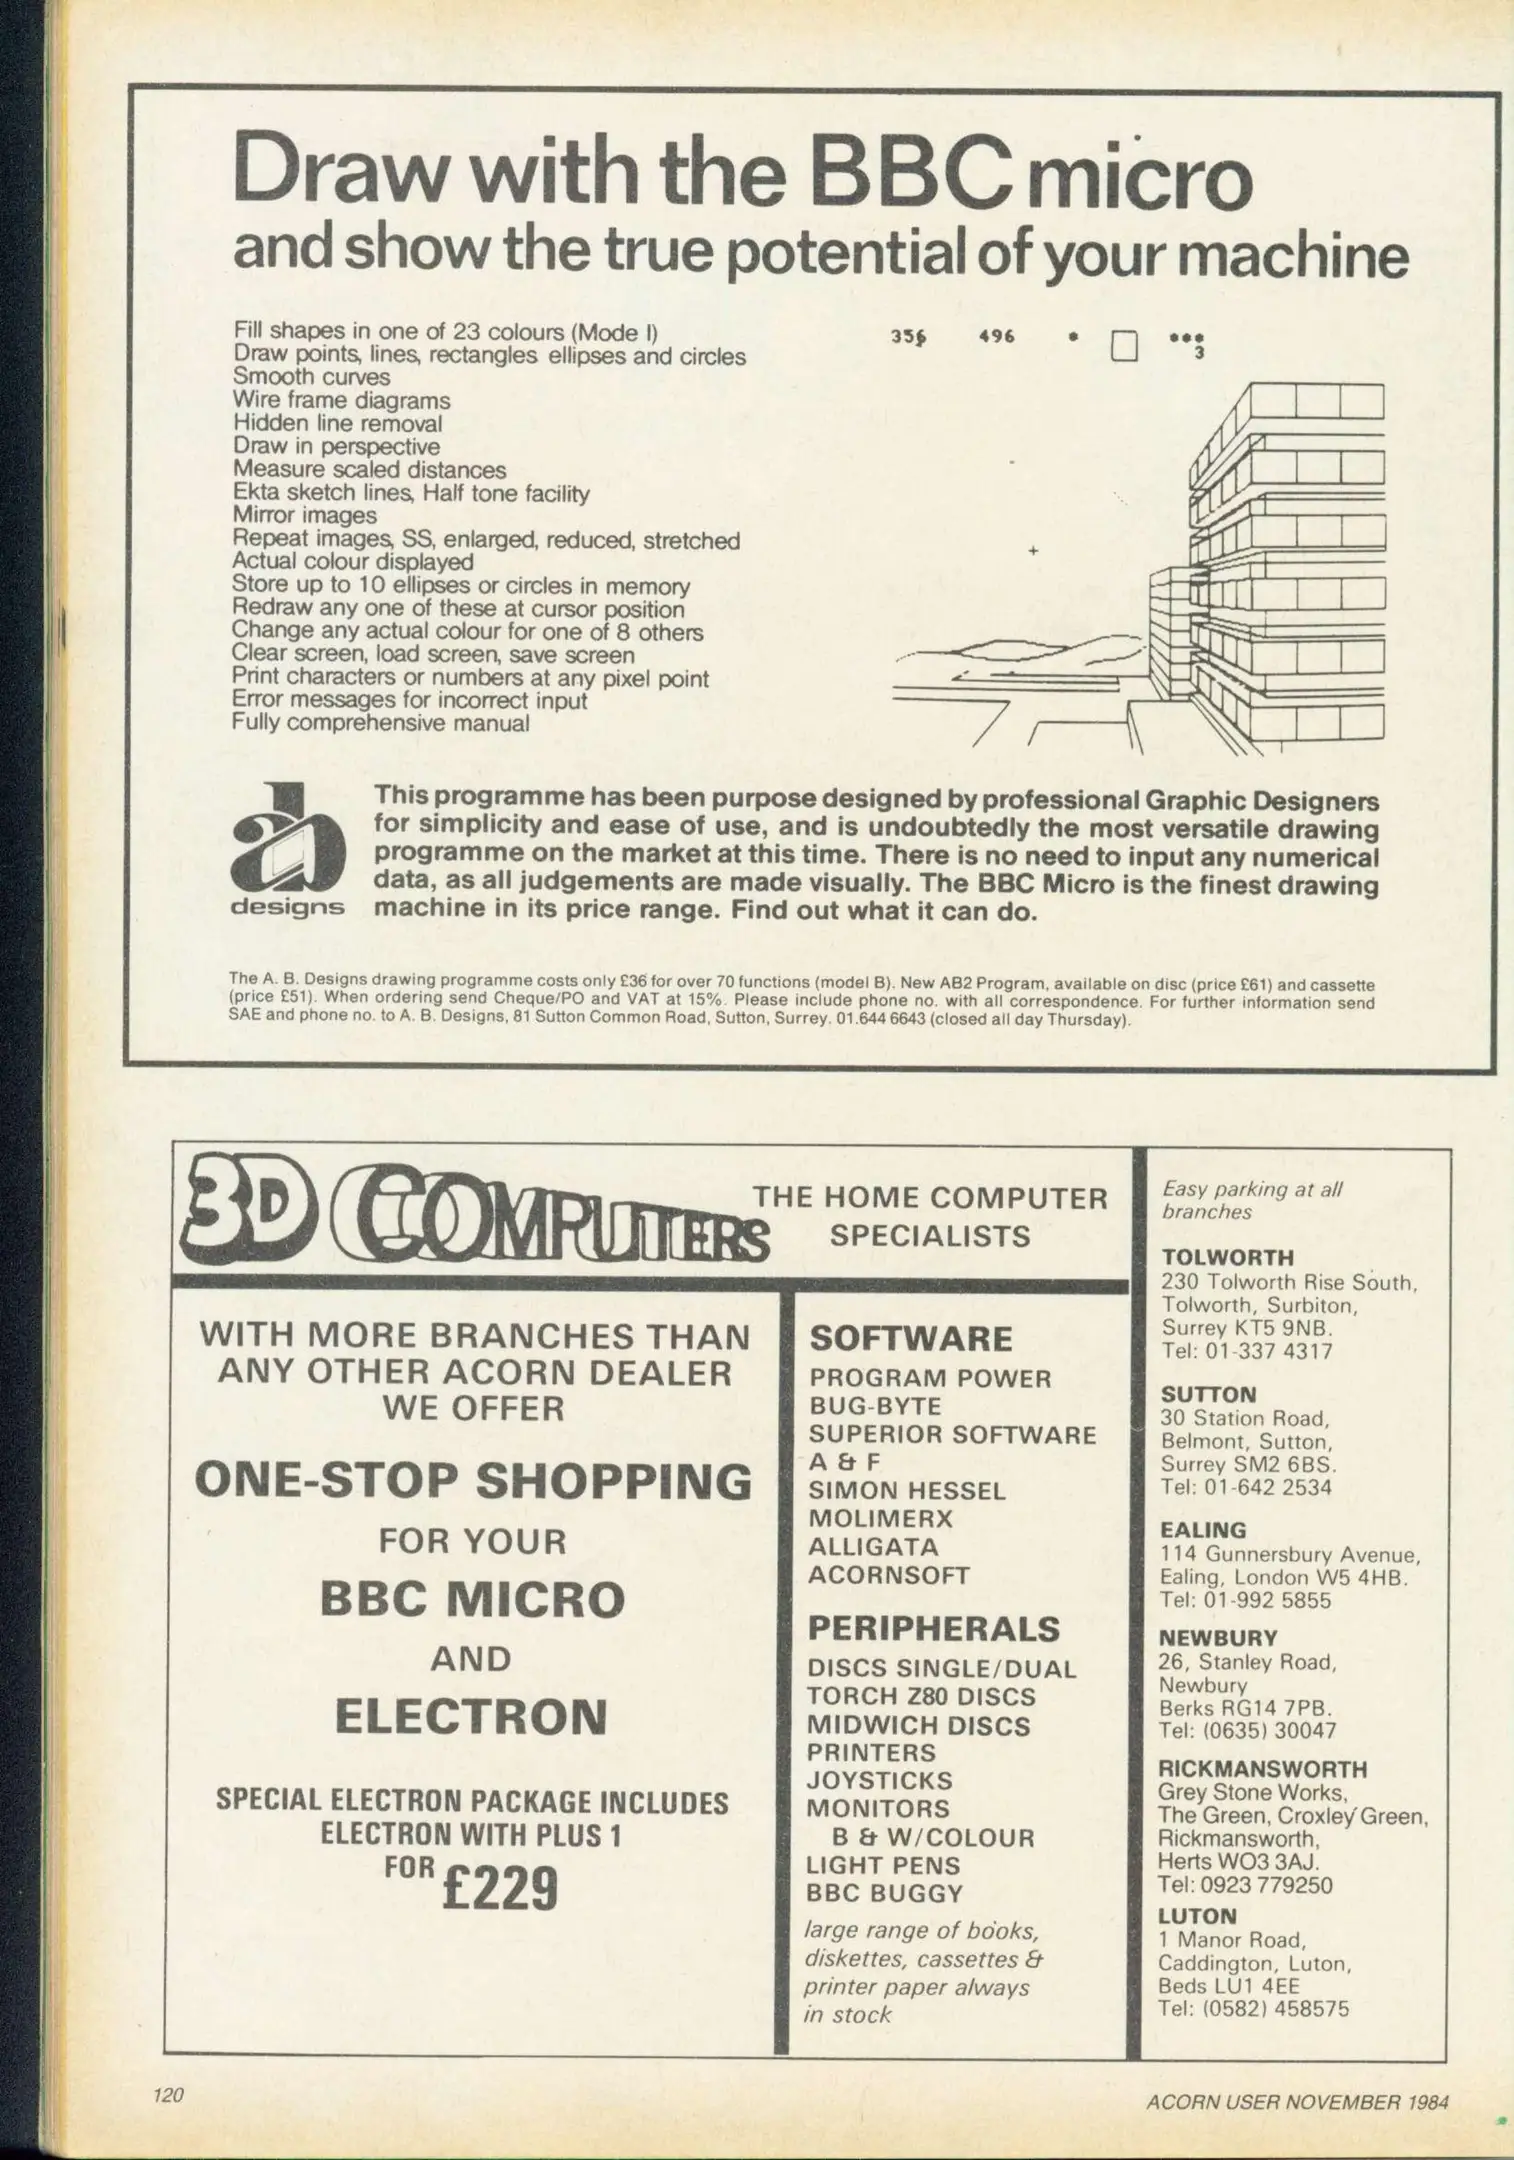 Draw with the BBC micro
and show the true potential of your machine
Fill shapes in one of 23 colours (Mode I)
Draw points, lines, rectangles ellipses and circles
Smooth curves
Wire frame diagrams
Hidden line removal
Draw in perspective
Measure scaled distances
Ekta sketch lines, Half tone facility
Mirror images
Repeat images, SS, enlarged, reduced, stretched
Actual colour displayed
Store up to 10 ellipses or circles in memory
Redraw any one of these at cursor position
Change any actual colour for one of 8 others
Clear screen, load screen, save screen
Print characters or numbers at any pixel point
Error messages for incorrect input
Fully comprehensive manual
496
3
ab
designs
This programme has been purpose designed by professional Graphic Designers
for simplicity and ease of use, and is undoubtedly the most versatile drawing
programme on the market at this time. There is no need to input any numerical
data, as all judgements are made visually. The BBC Micro is the finest drawing
machine in its price range. Find out what it can do.
The A. B. Designs drawing programme costs only £36 for over 70 functions (model B). New AB2 Program, available on disc (price £61) and cassette
(price £51). When ordering send Cheque/PO and VAT at 15%. Please include phone no. with all correspondence. For further information send
SAE and phone no. to A. B. Designs, 81 Sutton Common Road, Sutton, Surrey. 01.644 6643 (closed all day Thursday).
3D COMPUTERS
THE HOME COMPUTER
SPECIALISTS
WITH MORE BRANCHES THAN
ANY OTHER ACORN DEALER
WE OFFER
ONE-STOP SHOPPING
FOR YOUR
BBC MICRO
AND
ELECTRON
SPECIAL ELECTRON PACKAGE INCLUDES
ELECTRON WITH PLUS 1
FOR £229
SOFTWARE
PROGRAM POWER
BUG-BYTE
SUPERIOR SOFTWARE
A & F
SIMON HESSEL
MOLIMERX
ALLIGATA
ACORNSOFT
PERIPHERALS
DISCS SINGLE/DUAL
TORCH Z80 DISCS
MIDWICH DISCS
PRINTERS
JOYSTICKS
MONITORS
B & W/COLOUR
LIGHT PENS
BBC BUGGY
large range of books,
diskettes, cassettes &
printer paper always
in stock
Easy parking at all
branches
TOLWORTH
230 Tolworth Rise South,
Tolworth, Surbiton,
Surrey KT5 9NB.
Tel: 01-337 4317
SUTTON
30 Station Road,
Belmont, Sutton,
Surrey SM2 6BS.
Tel: 01-642 2534
EALING
114 Gunnersbury Avenue,
Ealing, London W5 4HB.
Tel: 01-992 5855
NEWBURY
26, Stanley Road,
Newbury
Berks RG14 7PB.
Tel: (0635) 30047
RICKMANSWORTH
Grey Stone Works,
The Green, Croxley Green,
Rickmansworth,
Herts WO3 3AJ.
Tel: 0923 779250
LUTON
1 Manor Road,
Caddington, Luton,
Beds LU1 4EE
Tel: (0582) 458575
120
ACORN USER NOVEMBER 1984